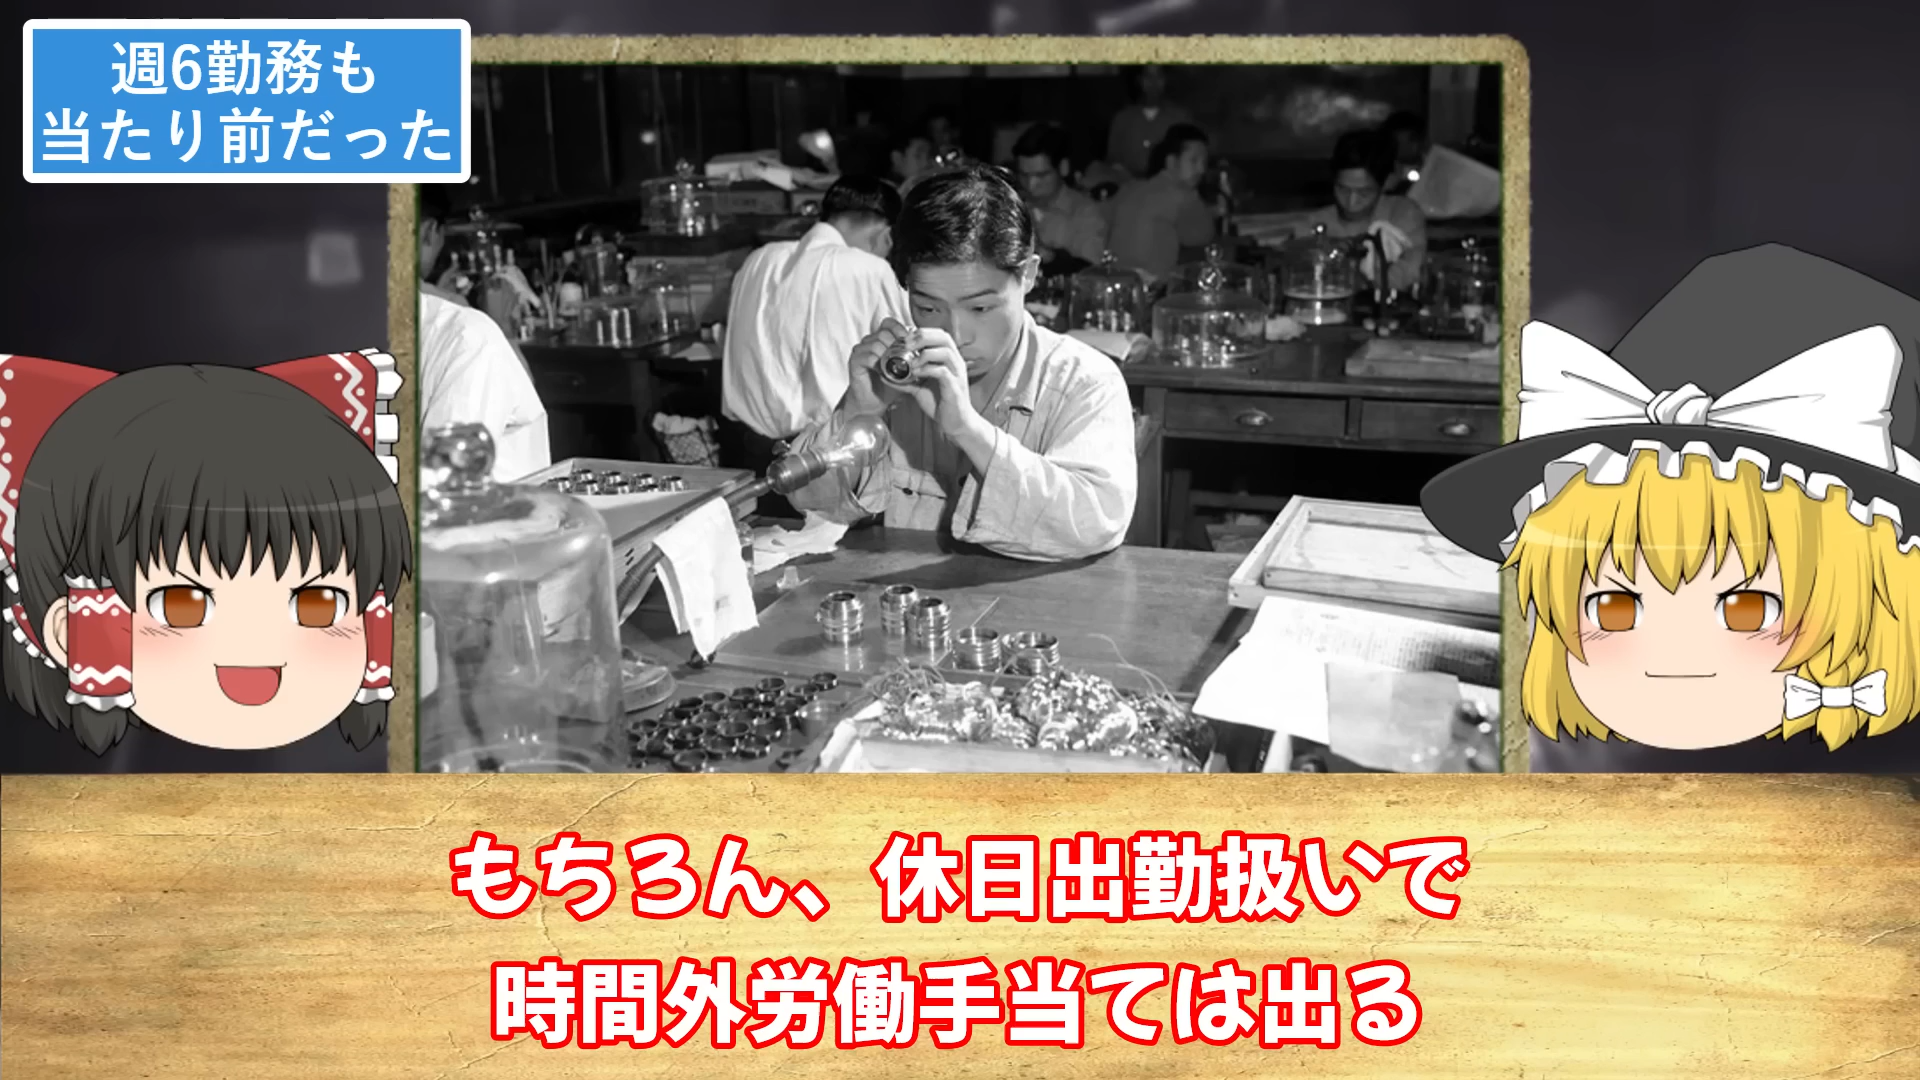 週6勤務も
当たり前だった
もちろん、休日出勤扱いで
時間外労働手当ては出る